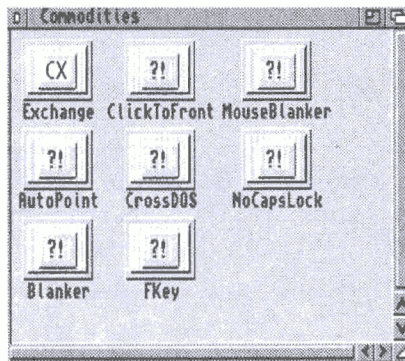 Commodities
CX ?! ?!
Exchange ClickToFront MouseBlanker
?! ?! ?!
AutoPoint CrossDOS NoCapsLock
?! ?!
Blanker FKey